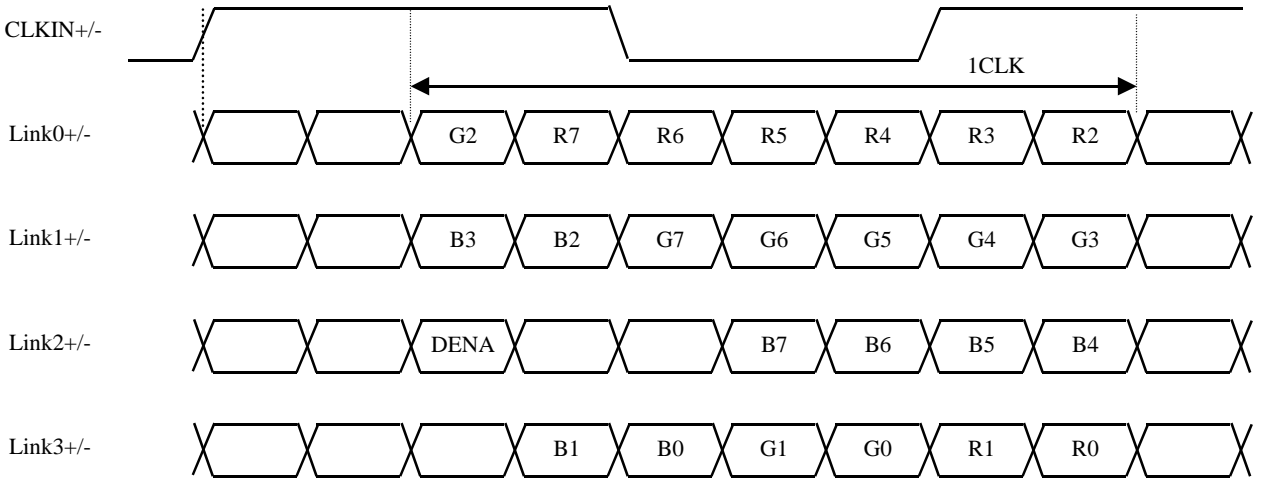 CLKIN+/-
1CLK
Link0+/- G2 R7 R6 R5 R4 R3 R2
Link1+/- B3 B2 G7 G6 G5 G4 G3
Link2+/- DENA B7 B6 B5 B4
Link3+/- B1 B0 G1 G0 R1 R0